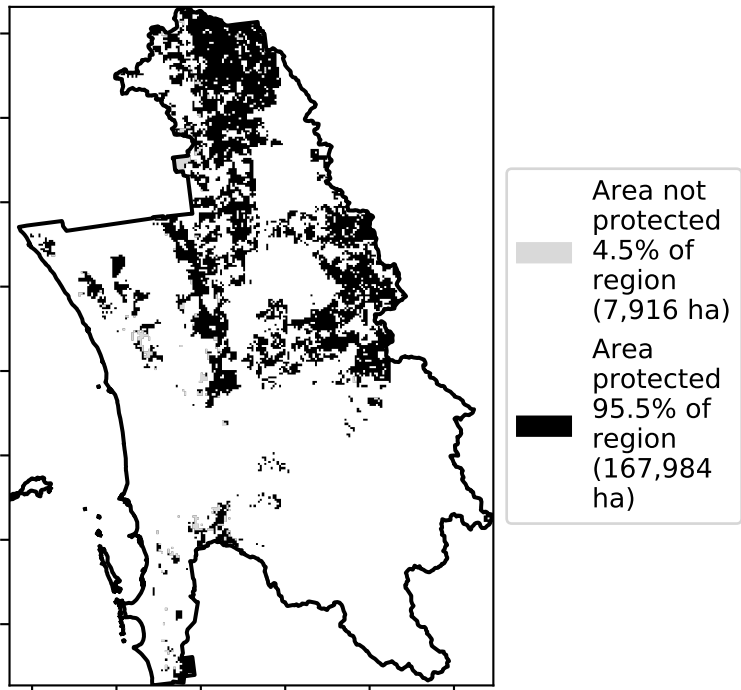 Area not
protected
4.5% of
region
(7,916 ha)
Area
protected
95.5% of
region
(167,984
ha)